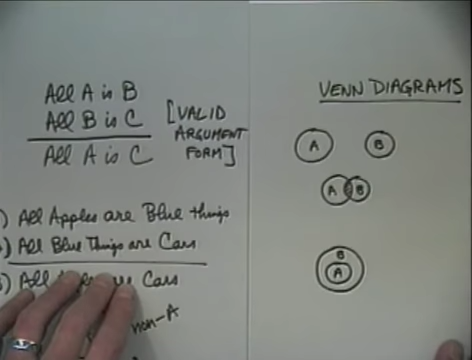 All A is B
All B is C
All A is C
[VALID
ARGUMENT
FORM]
) All Apples are Blue things
) All Blue Things are Cars
) All Cars
non-A
VENN DIAGRAMS
A B
A B
B
A